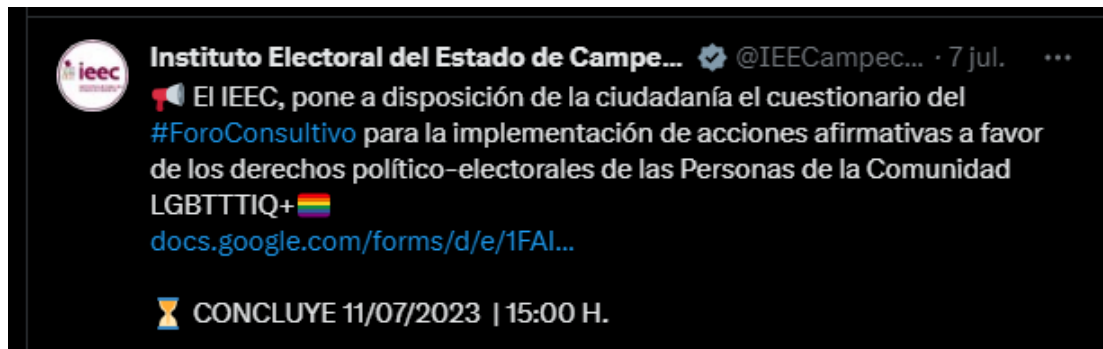 ieec
Instituto Electoral del Estado de Campe... @IEECampec... · 7 jul.
El IEEC, pone a disposición de la ciudadanía el cuestionario del
#ForoConsultivo para la implementación de acciones afirmativas a favor
de los derechos político-electorales de las Personas de la Comunidad
LGBTTTIQ+
docs.google.com/forms/d/e/1FAI...
CONCLUYE 11/07/2023 | 15:00 H.